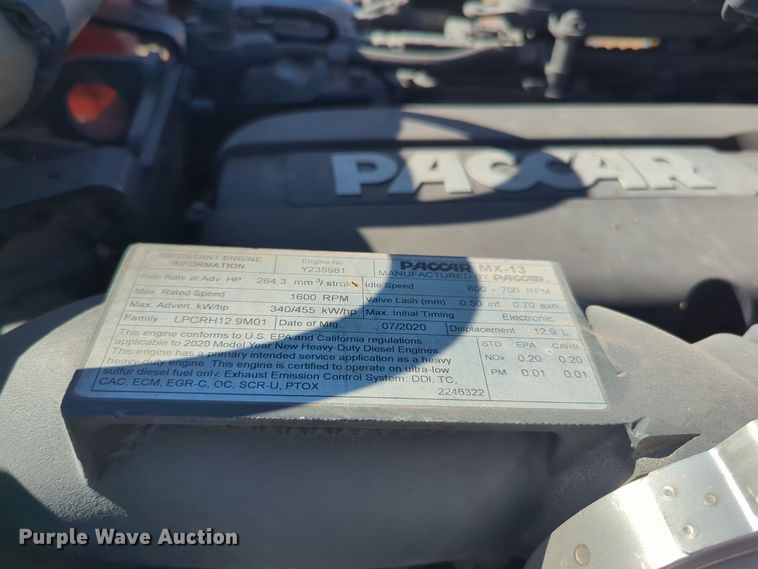 PACCAR
IMPORTANT ENGINE INFORMATION
Engine No. Y235981
PACCAR MX-13
MANUFACTURED BY PACCAR
Fuel Rate at Adv. HP 264.3 mm³/ stroke
Idle Speed 600 - 700 RPM
Max. Rated Speed 1600 RPM
Valve Lash (mm) 0.50 int. 0.70 exh.
Max. Advert. kW/hp 340/455 kW/hp
Max. Initial Timing Electronic
Family LPCRH12.9M01
Date of Mfg. 07/2020
Displacement 12.9 L
This engine conforms to U.S. EPA and California regulations
applicable to 2020 Model Year New Heavy-Duty Diesel Engines.
This engine has a primary intended service application as a heavy
heavy-duty engine. This engine is certified to operate on ultra-low
sulfur diesel fuel only. Exhaust Emission Control System: DDI, TC,
CAC, ECM, EGR-C, OC, SCR-U, PTOX
STD EPA CARB
NOx 0.20 0.20
PM 0.01 0.01
2246322
Purple Wave Auction